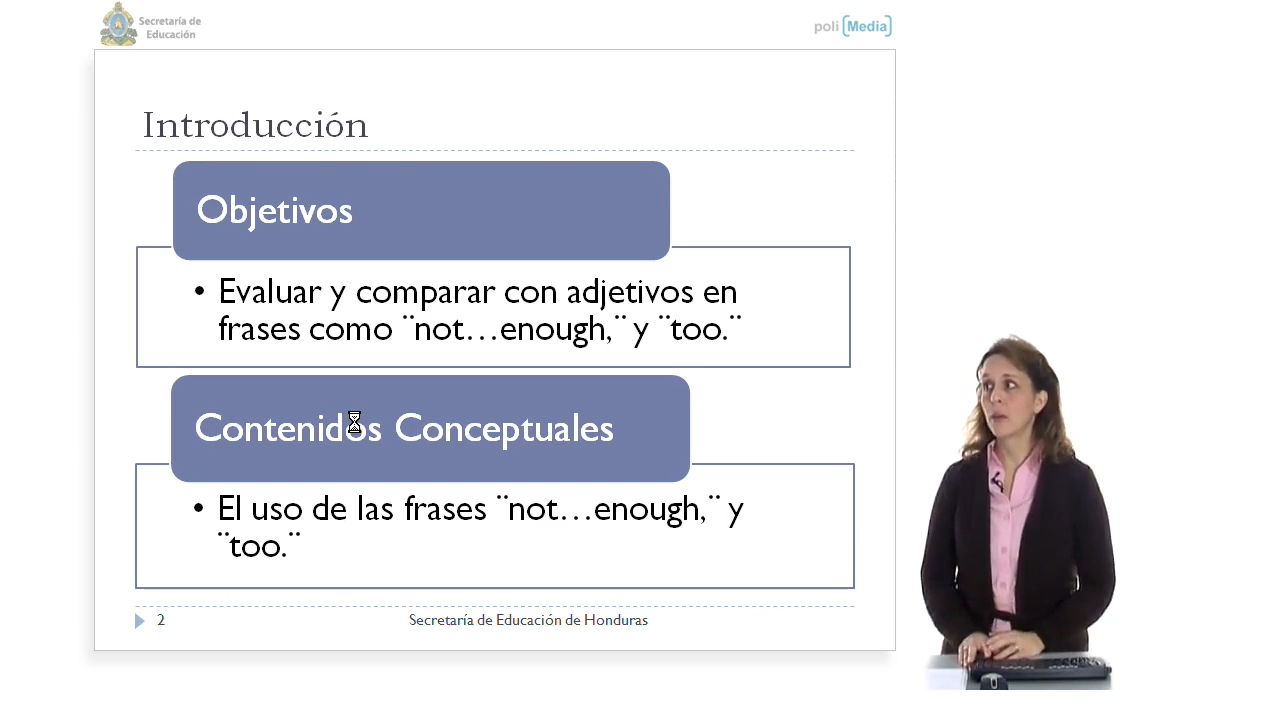 Secretaría de
Educación
poli [Media]
Introducción
Objetivos
• Evaluar y comparar con adjetivos en
frases como ¨not…enough,¨ y ¨too.¨
Contenidos Conceptuales
• El uso de las frases ¨not…enough,¨ y
¨too.¨
2
Secretaría de Educación de Honduras